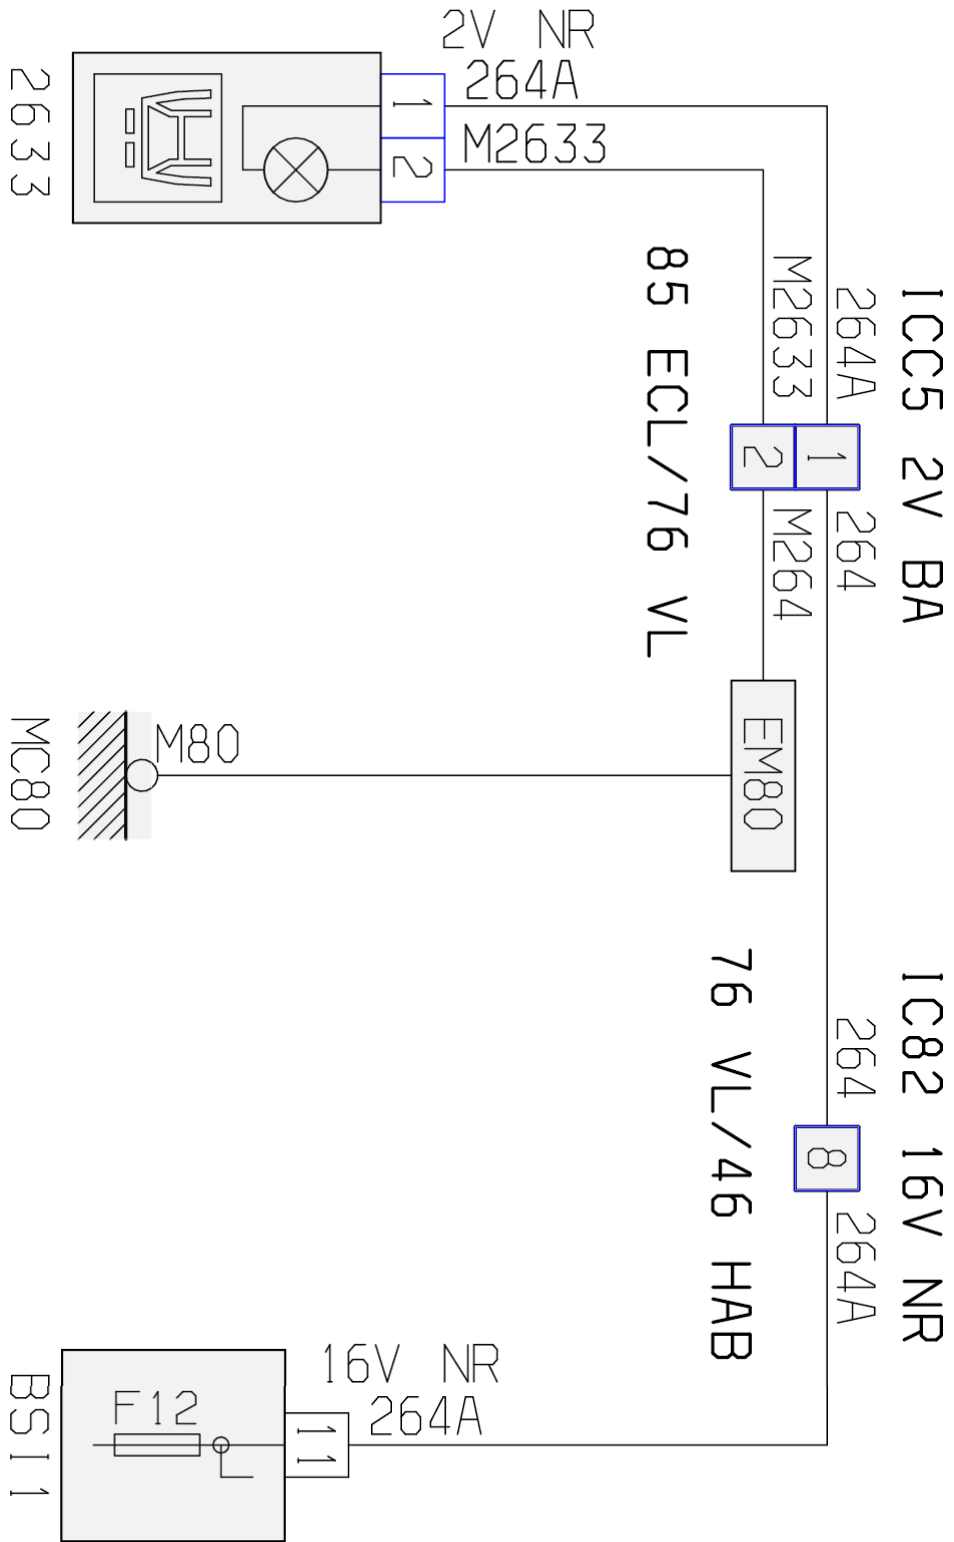 2V NR
264A
1
M2633
2
2633
ICC5 2V BA
264A
M2633
1
2
264
M264
85 ECL/76 VL
EM80
M80
MC80
IC82 16V NR
264
8
264A
76 VL/46 HAB
16V NR
264A
11
F12
BSI1